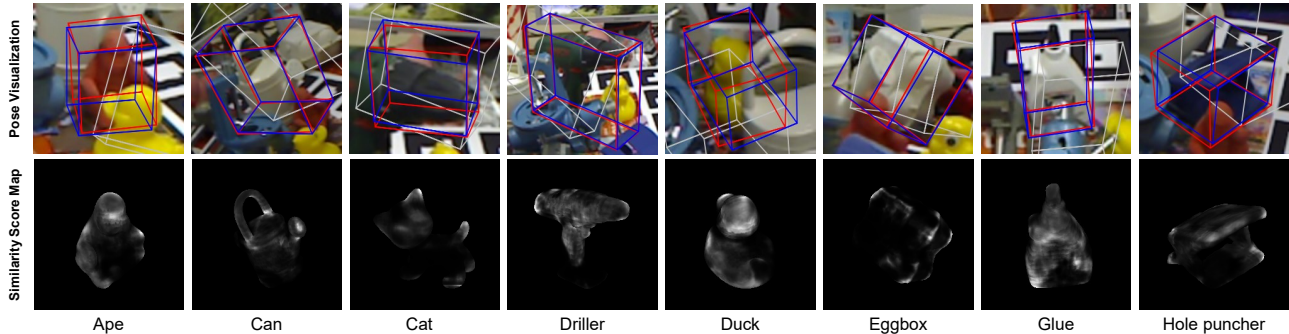 Pose Visualization
Similarity Score Map
Ape
Can
Cat
Driller
Duck
Eggbox
Glue
Hole puncher